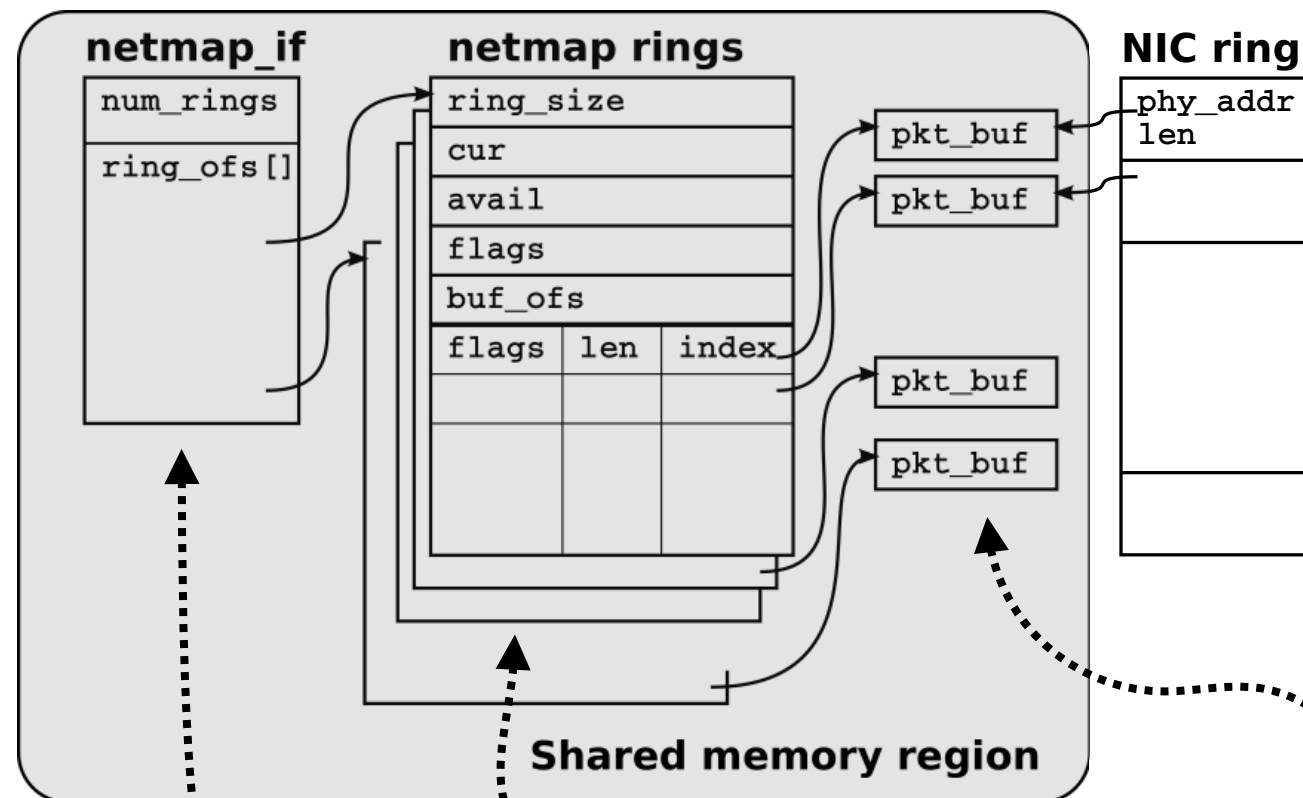 netmap_if
num_rings
ring_ofs[]
netmap rings
ring_size
cur
avail
flags
buf_ofs
flags len index
pkt_buf
pkt_buf
pkt_buf
pkt_buf
NIC ring
phy_addr
len
Shared memory region